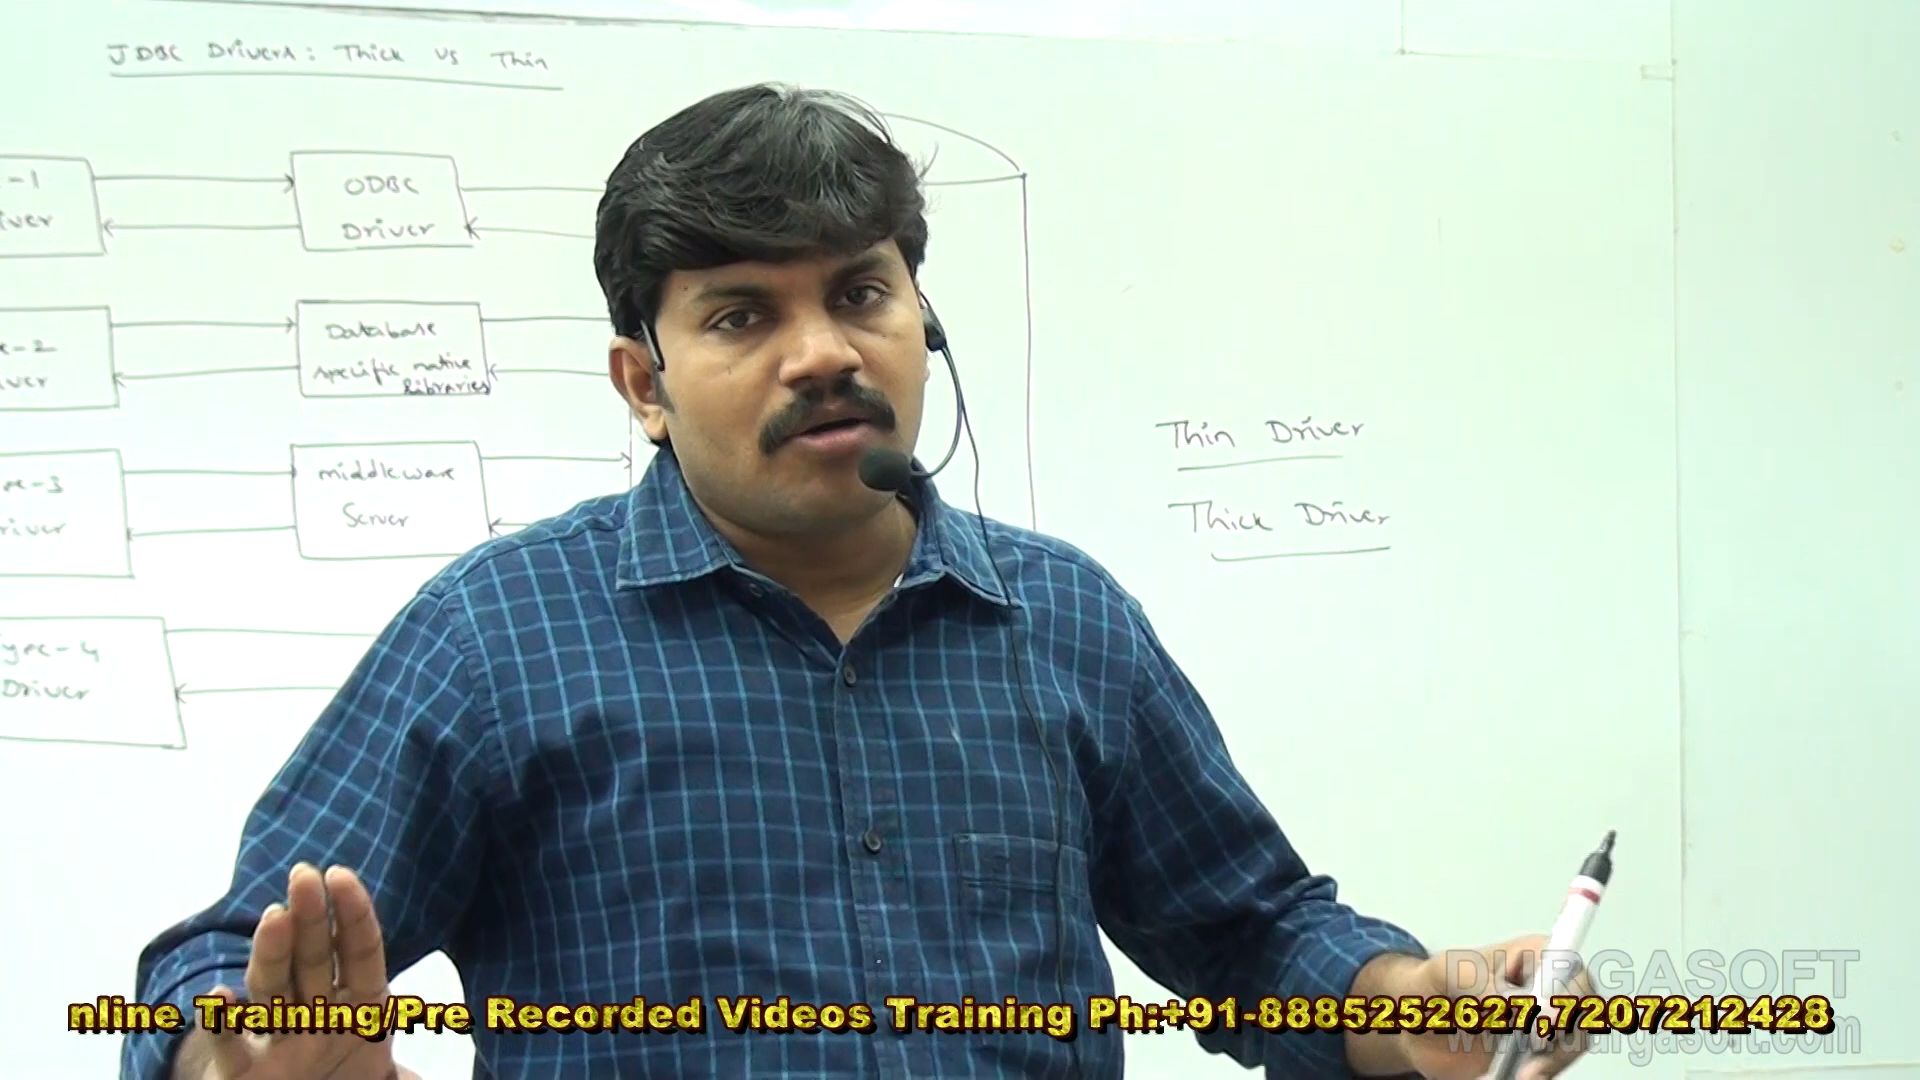 JDBC Drivers: Thick vs Thin
-1
iver
ODBC
Driver
e-2
iver
Database
specific native
libraries
pe-3
river
middleware
Server
ype-4
Driver
Thin Driver
Thick Driver
DURGASOFT
nline Training/Pre Recorded Videos Training Ph:+91-8885252627,7207212428
www.durgasoft.com